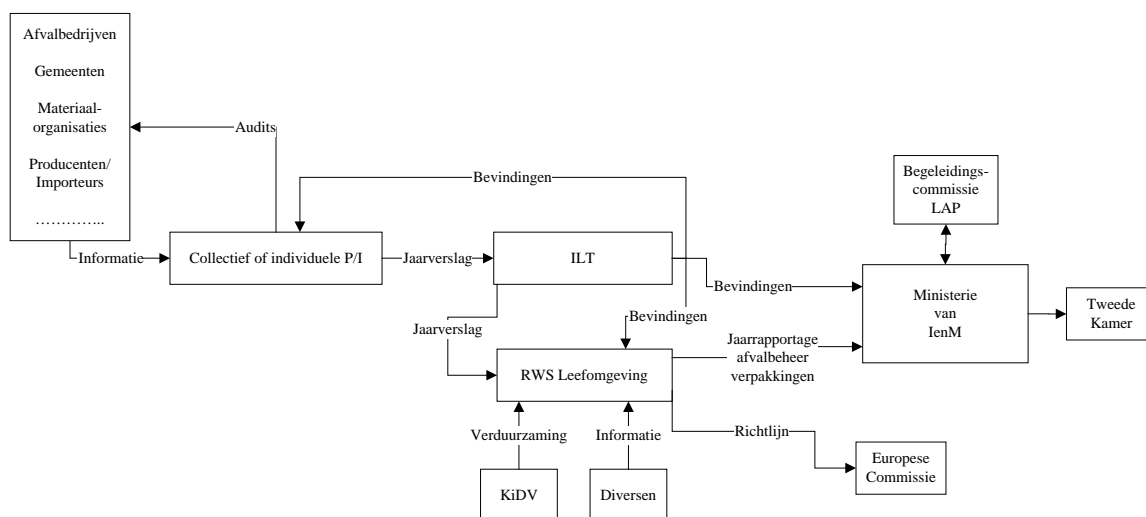 Afvalbedrijven
Gemeenten
Materiaal-
organisaties
Producenten/
Importeurs
…………..
Audits
Bevindingen
Begeleidings-
commissie
LAP
Informatie
Collectief of individuele P/I
Jaarverslag
ILT
Bevindingen
Ministerie
van
IenM
Tweede
Kamer
Jaarverslag
Bevindingen
Jaarrapportage
afvalbeheer
verpakkingen
RWS Leefomgeving
Verduurzaming
Informatie
Richtlijn
KiDV
Diversen
Europese
Commissie